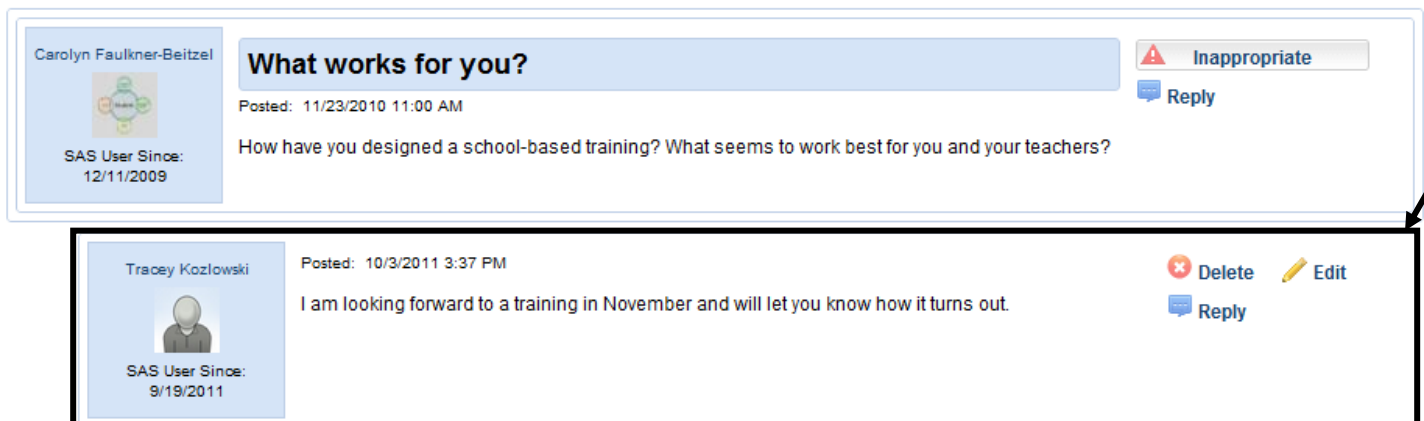 Carolyn Faulkner-Beitzel
SAS User Since:
12/11/2009
What works for you?
Posted: 11/23/2010 11:00 AM
How have you designed a school-based training? What seems to work best for you and your teachers?
Inappropriate
Reply
Tracey Kozlowski
SAS User Since:
9/19/2011
Posted: 10/3/2011 3:37 PM
I am looking forward to a training in November and will let you know how it turns out.
Delete Edit
Reply